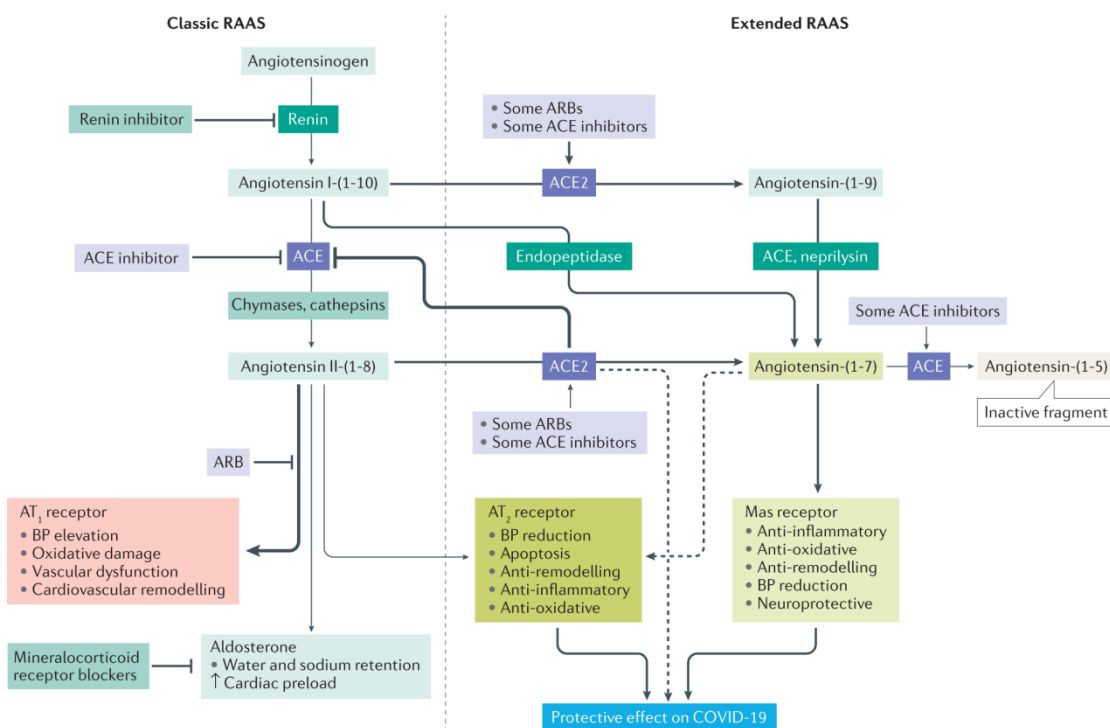 Classic RAAS
Extended RAAS
Angiotensinogen
Renin inhibitor
Renin
• Some ARBs
• Some ACE inhibitors
Angiotensin I-(1-10)
ACE2
Angiotensin-(1-9)
ACE inhibitor
ACE
Endopeptidase
ACE, neprilysin
Chymases, cathepsins
Some ACE inhibitors
Angiotensin II-(1-8)
ACE2
Angiotensin-(1-7)
ACE
Angiotensin-(1-5)
Inactive fragment
• Some ARBs
• Some ACE inhibitors
ARB
AT₁ receptor
• BP elevation
• Oxidative damage
• Vascular dysfunction
• Cardiovascular remodelling
AT₂ receptor
• BP reduction
• Apoptosis
• Anti-remodelling
• Anti-inflammatory
• Anti-oxidative
Mas receptor
• Anti-inflammatory
• Anti-oxidative
• Anti-remodelling
• BP reduction
• Neuroprotective
Mineralocorticoid
receptor blockers
Aldosterone
• Water and sodium retention
↑ Cardiac preload
Protective effect on COVID-19